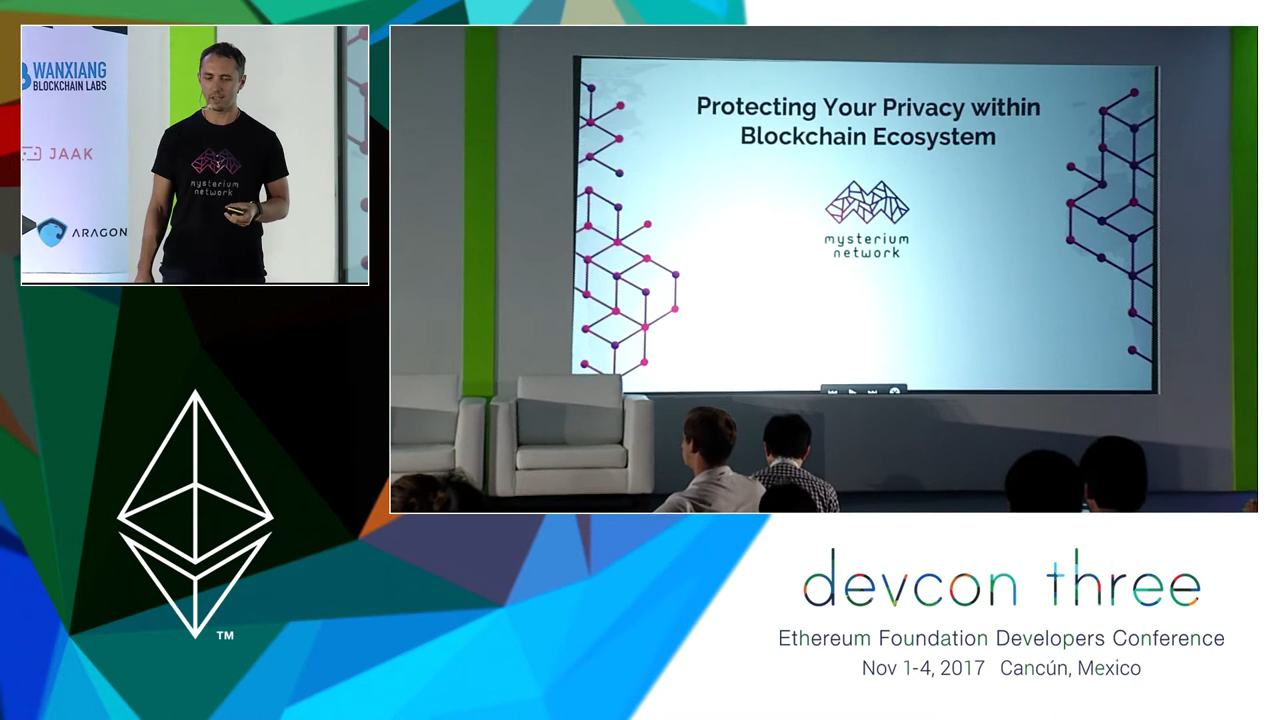 WANXIANG
BLOCKCHAIN LABS
JAAK
ARAGON
mysterium
network
Protecting Your Privacy within
Blockchain Ecosystem
mysterium
network
TM
devcon three
Ethereum Foundation Developers Conference
Nov 1-4, 2017 Cancún, Mexico